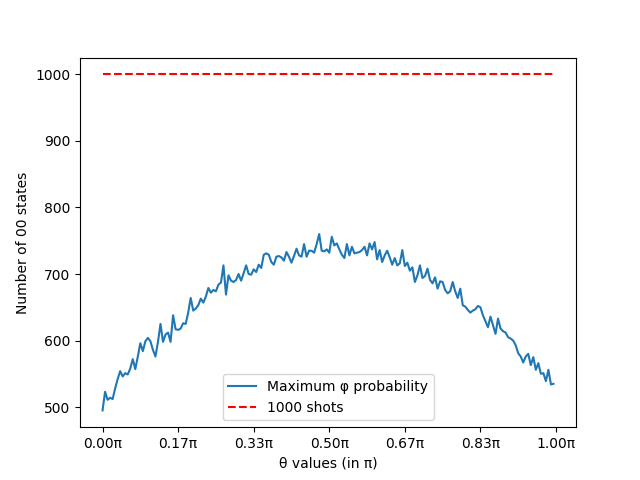 1000
900
800
700
600
500
Number of 00 states
Maximum φ probability
1000 shots
0.00π 0.17π 0.33π 0.50π 0.67π 0.83π 1.00π
θ values (in π)